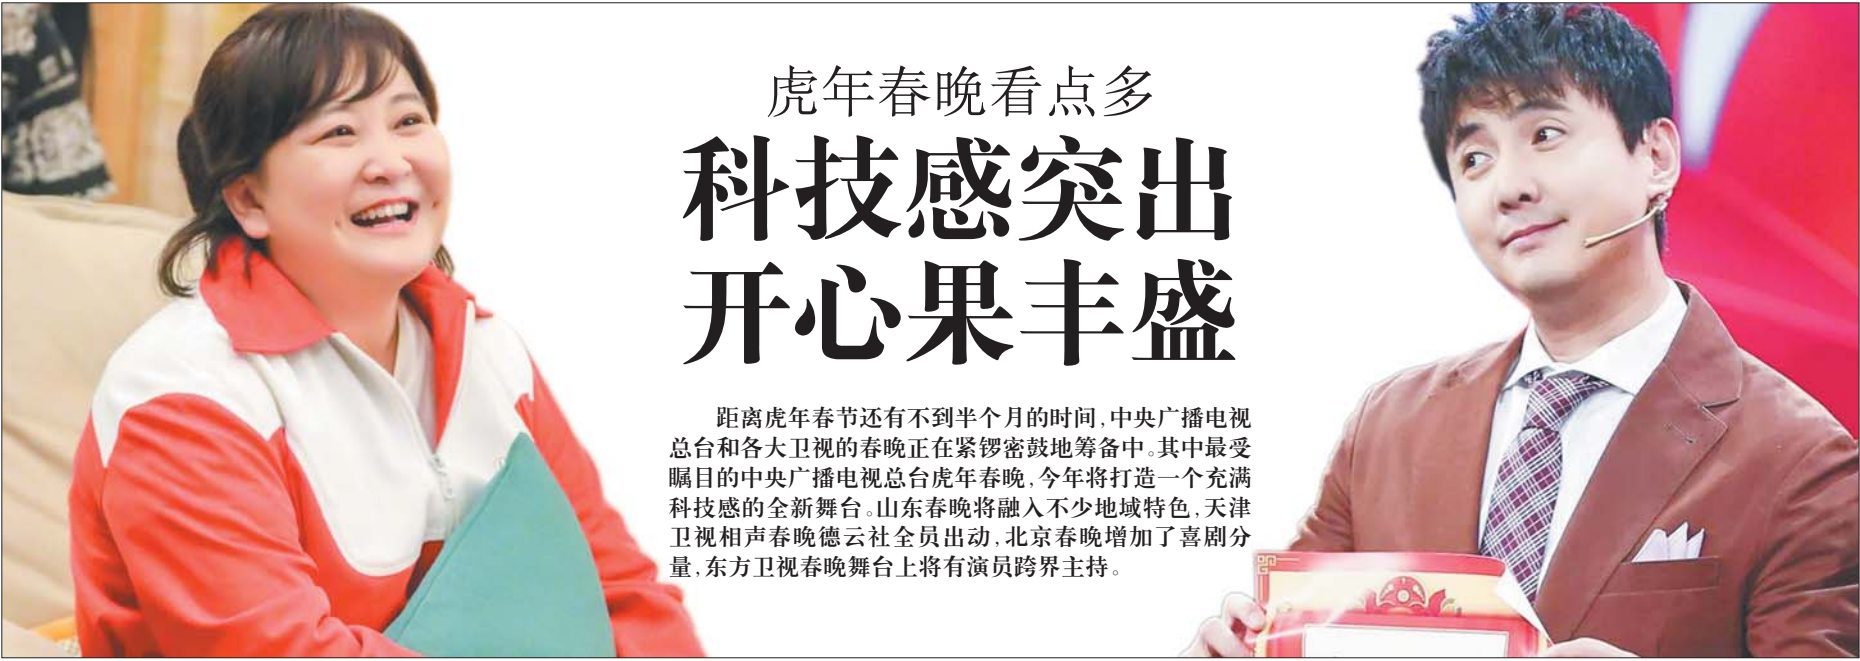 虎年春晚看点多
科技感突出
开心果丰盛
距离虎年春节还有不到半个月的时间,中央广播电视
总台和各大卫视的春晚正在紧锣密鼓地筹备中。其中最受
瞩目的中央广播电视总台虎年春晚,今年将打造一个充满
科技感的全新舞台。山东春晚将融入不少地域特色,天津
卫视相声春晚德云社全员出动,北京春晚增加了喜剧分
量,东方卫视春晚舞台上将有演员跨界主持。